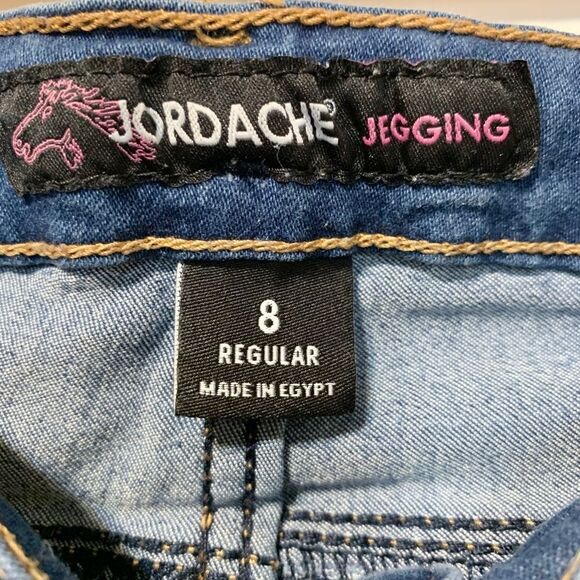 JORDACHE® JEGGING
8
REGULAR
MADE IN EGYPT